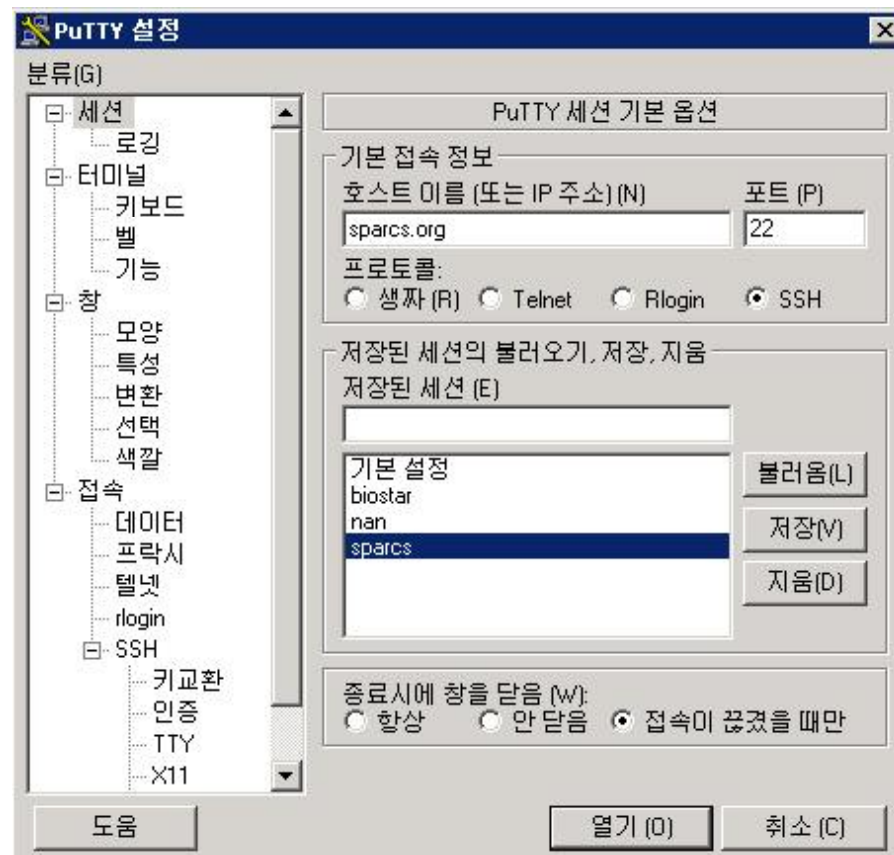 PuTTY 설정
분류(G)
세션
로깅
터미널
키보드
벨
기능
창
모양
특성
변환
선택
색깔
접속
데이터
프락시
텔넷
rlogin
SSH
키교환
인증
TTY
X11
PuTTY 세션 기본 옵션
기본 접속 정보
호스트 이름 (또는 IP 주소) (N) 포트 (P)
sparcs.org 22
프로토콜:
생짜 (R) Telnet Rlogin SSH
저장된 세션의 불러오기, 저장, 지움
저장된 세션 (E)
기본 설정
biostar
nan
sparcs
불러옴(L)
저장(V)
지움(D)
종료시에 창을 닫음 (W):
항상 안 닫음 접속이 끊겼을 때만
도움 열기 (O) 취소 (C)